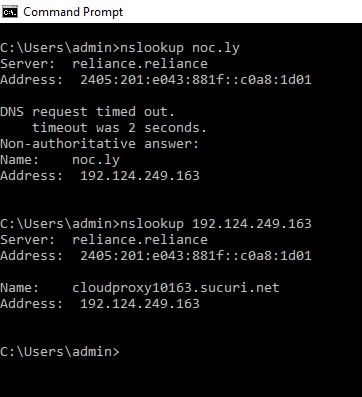 Command Prompt
C:\Users\admin>nslookup noc.ly
Server:  reliance.reliance
Address:  2405:201:e043:881f::c0a8:1d01
DNS request timed out.
    timeout was 2 seconds.
Non-authoritative answer:
Name:    noc.ly
Address:  192.124.249.163
C:\Users\admin>nslookup 192.124.249.163
Server:  reliance.reliance
Address:  2405:201:e043:881f::c0a8:1d01
Name:    cloudproxy10163.sucuri.net
Address:  192.124.249.163
C:\Users\admin>